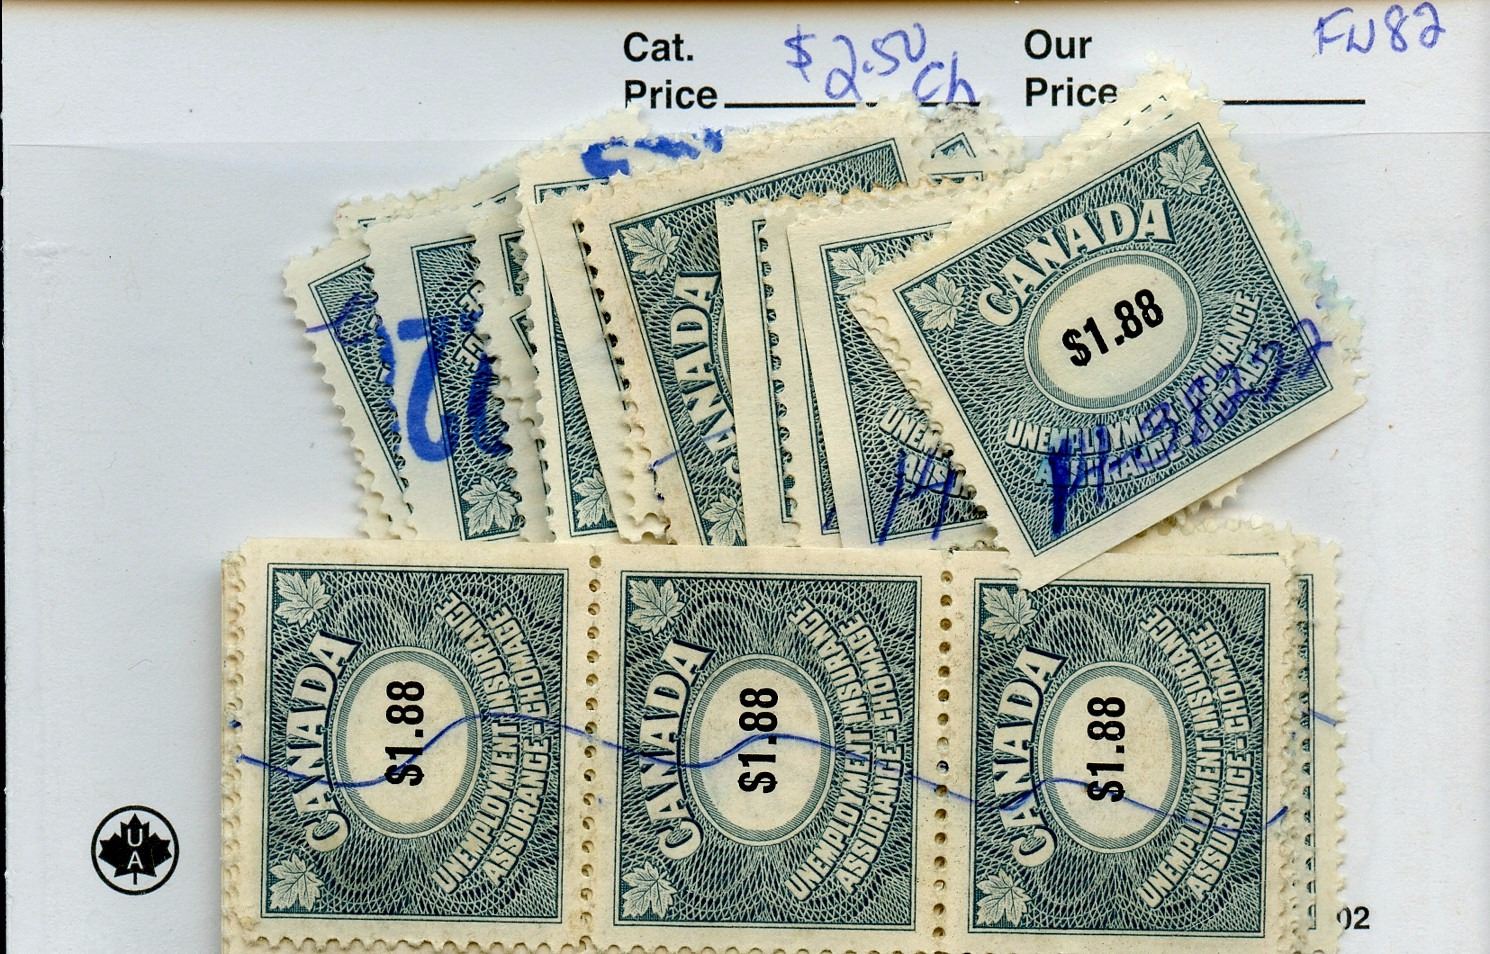 Cat. Price $2.50 Ch
Our Price
FU82
CANADA
$1.88
UNEMPLOYMENT INSURANCE
ASSURANCE-CHOMAGE
CANADA
14
CANADA
$1.88
UNEMPLOYMENT INSURANCE
ASSURANCE-CHOMAGE
CANADA
$1.88
UNEMPLOYMENT INSURANCE
ASSURANCE-CHOMAGE
CANADA
$1.88
UNEMPLOYMENT INSURANCE
ASSURANCE-CHOMAGE
UA
02